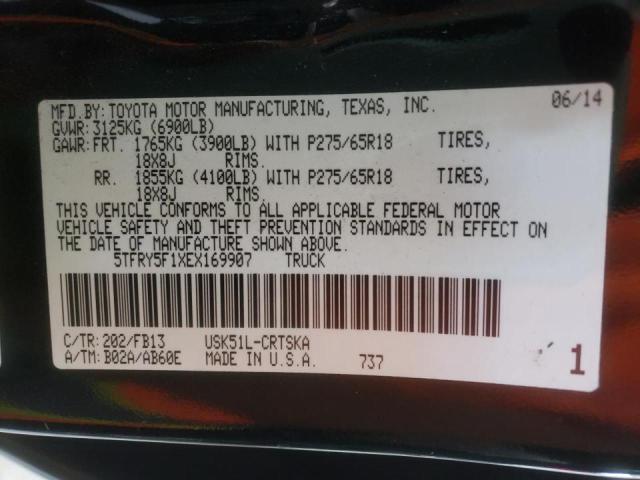 MFD.BY:TOYOTA MOTOR MANUFACTURING, TEXAS, INC. 06/14
GVWR:3125KG (6900LB)
GAWR:FRT. 1765KG (3900LB) WITH P275/65R18 TIRES,
18X8J RIMS.
RR. 1855KG (4100LB) WITH P275/65R18 TIRES,
18X8J RIMS.
THIS VEHICLE CONFORMS TO ALL APPLICABLE FEDERAL MOTOR
VEHICLE SAFETY AND THEFT PREVENTION STANDARDS IN EFFECT ON
THE DATE OF MANUFACTURE SHOWN ABOVE.
5TFRY5F1XEX169907 TRUCK
C/TR:202/FB13 USK51L-CRTSKA
A/TM:B02A/AB60E MADE IN U.S.A. 737 1